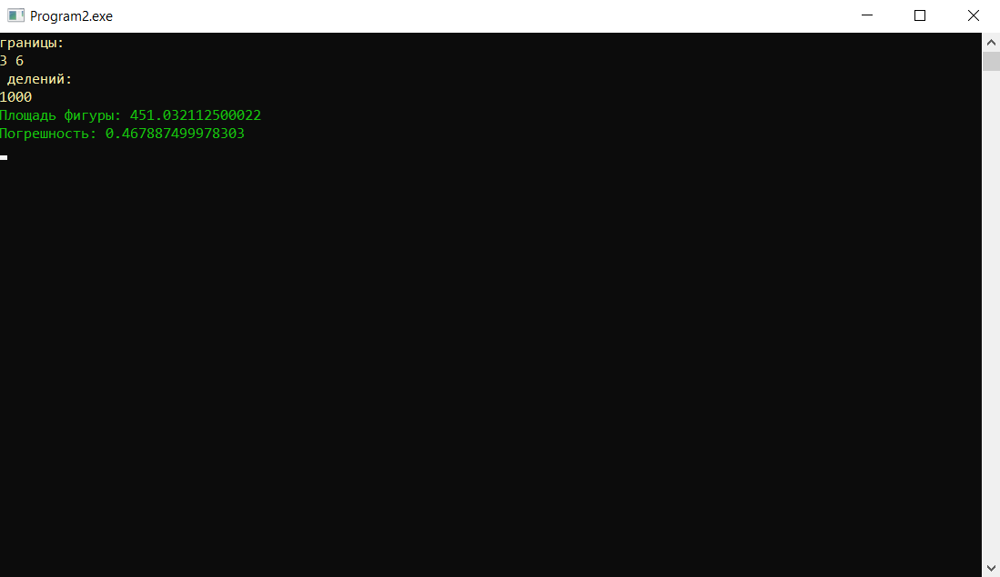 Program2.exe
границы:
3 6
делений:
1000
Площадь фигуры: 451.032112500022
Погрешность: 0.467887499978303